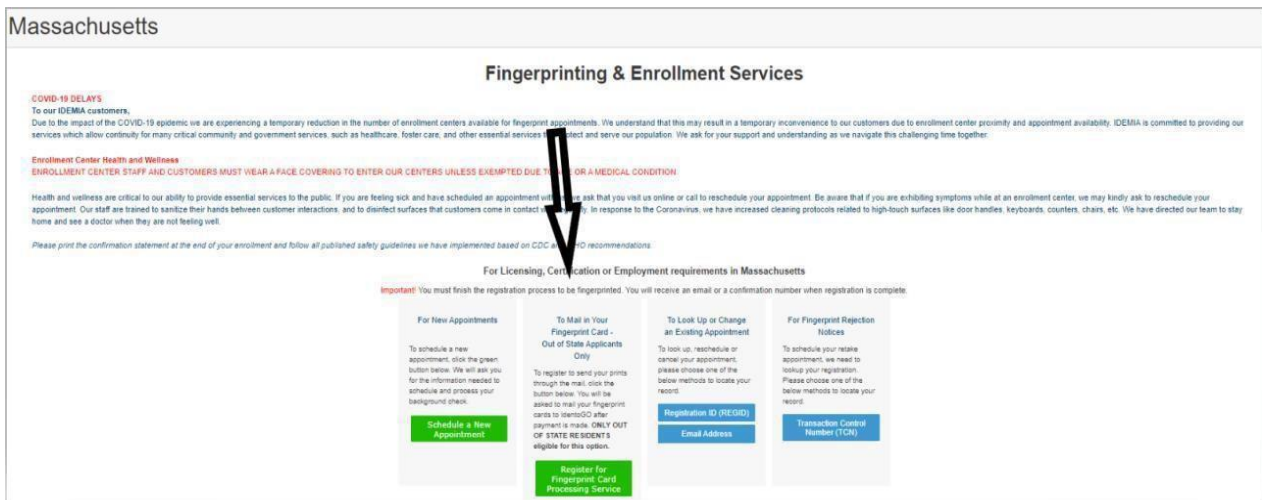 Massachusetts
Fingerprinting & Enrollment Services
COVID-19 DELAYS
To our IDEMIA customers,
Due to the impact of the COVID-19 epidemic we are experiencing a temporary reduction in the number of enrollment centers available for fingerprint appointments. We understand that this may result in a temporary inconvenience to our customers due to enrollment center proximity and appointment availability. IDEMIA is committed to providing our
services which allow continuity for many critical community and government services, such as healthcare, foster care, and other essential services protect and serve our population. We ask for your support and understanding as we navigate this challenging time together.
Enrollment Center Health and Wellness
ENROLLMENT CENTER STAFF AND CUSTOMERS MUST WEAR A FACE COVERING TO ENTER OUR CENTERS UNLESS EXEMPTED DUE OR A MEDICAL CONDITION
Health and wellness are critical to our ability to provide essential services to the public. If you are feeling sick and have scheduled an appointment we ask that you visit us online or call to reschedule your appointment. Be aware that if you are exhibiting symptoms while at an enrollment center, we may kindly ask to reschedule your
appointment. Our staff are trained to sanitize their hands between customer interactions, and to disinfect surfaces that customers come in contact In response to the Coronavirus, we have increased cleaning protocols related to high-touch surfaces like door handles, keyboards, counters, chairs, etc. We have directed our team to stay
home and see a doctor when they are not feeling well.
Please print the confirmation statement at the end of your enrollment and follow all published safety guidelines we have implemented based on CDC recommendations.
For Licensing, Certification or Employment requirements in Massachusetts
Important! You must finish the registration process to be fingerprinted. You will receive an email or a confirmation number when registration is complete.
For New Appointments
To schedule a new
appointment, click the green
button below. We will ask you
for the information needed to
schedule and process your
background check.
Schedule a New
Appointment
To Mail in Your
Fingerprint Card -
Out of State Applicants
Only
To register to send your prints
through the mail, click the
button below. You will be
asked to mail your fingerprint
cards to IdentoGO after
payment is made. ONLY OUT
OF STATE RESIDENTS
eligible for this option.
Register for
Fingerprint Card
Processing Service
To Look Up or Change
an Existing Appointment
To look up, reschedule or
cancel your appointment,
please choose one of the
below methods to locate your
record.
Registration ID (REGID)
Email Address
For Fingerprint Rejection
Notices
To schedule your retake
appointment, we need to
lookup your registration.
Please choose one of the
below methods to locate your
record.
Transaction Control
Number (TCN)